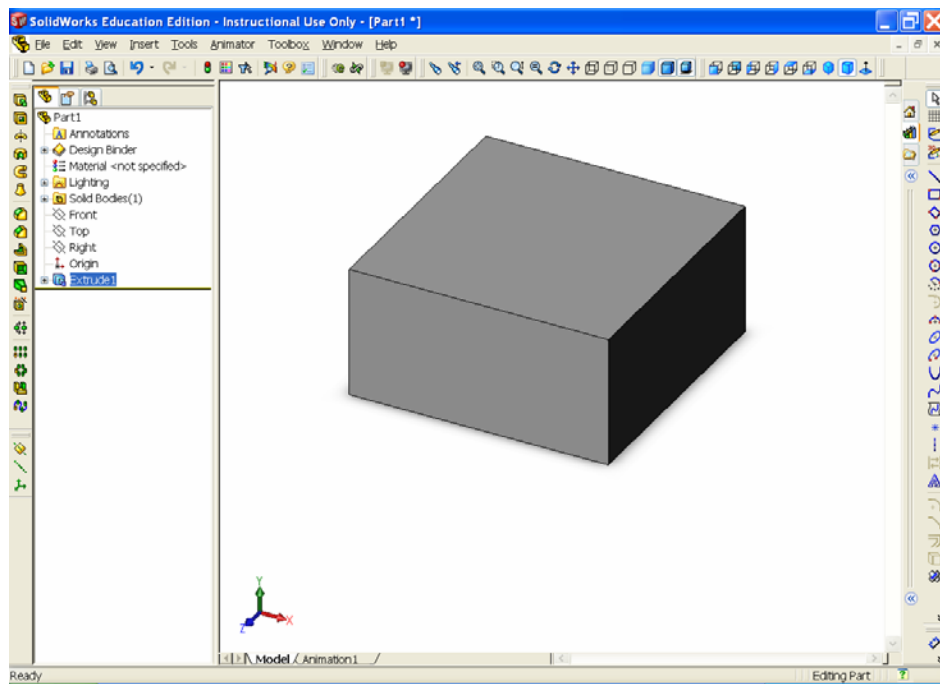 SolidWorks Education Edition - Instructional Use Only - [Part1 *]
File Edit View Insert Tools Animator Toolbox Window Help
Part1
Annotations
Design Binder
Material <not specified>
Lighting
Solid Bodies(1)
Front
Top
Right
Origin
Extrude1
Y
X
Z
Model Animation1
Ready Editing Part